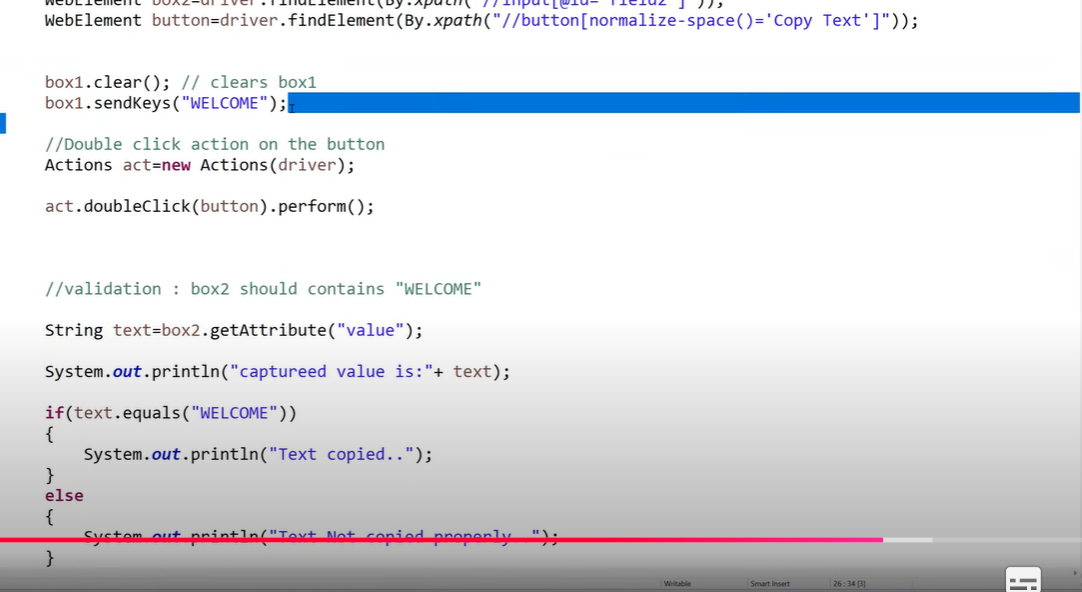 WebElement box2=driver.findElement(By.xpath("//input[@id='field2']"));
WebElement button=driver.findElement(By.xpath("//button[normalize-space()='Copy Text']"));
box1.clear(); // clears box1
box1.sendKeys("WELCOME");
//Double click action on the button
Actions act=new Actions(driver);
act.doubleClick(button).perform();
//validation : box2 should contains "WELCOME"
String text=box2.getAttribute("value");
System.out.println("captureed value is:"+ text);
if(text.equals("WELCOME"))
{
System.out.println("Text copied..");
}
else
{
System.out.println("Text Not copied properly..");
}
Writable Smart Insert 26 : 34 [3]